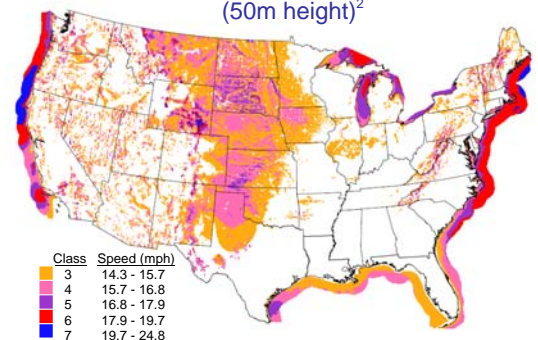 (50m height)²
Class Speed (mph)
3 14.3 - 15.7
4 15.7 - 16.8
5 16.8 - 17.9
6 17.9 - 19.7
7 19.7 - 24.8